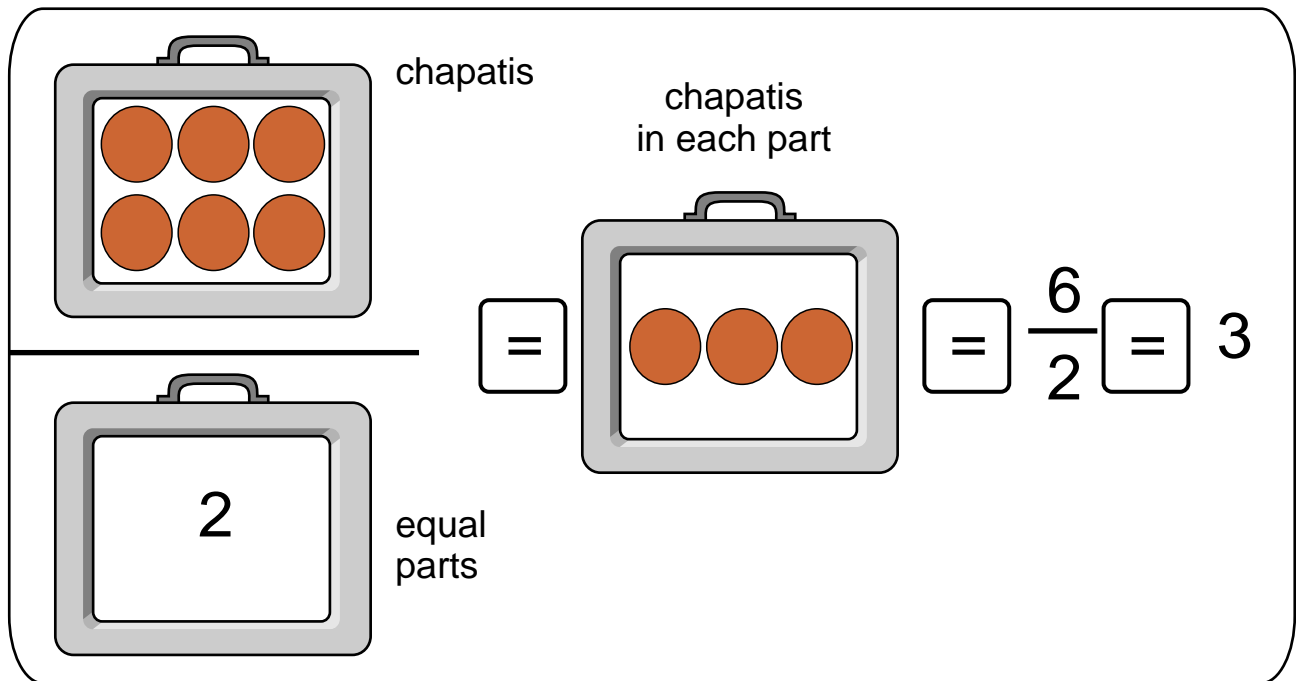 chapatis
2
equal
parts
=
chapatis
in each part
=
6
2
=
3